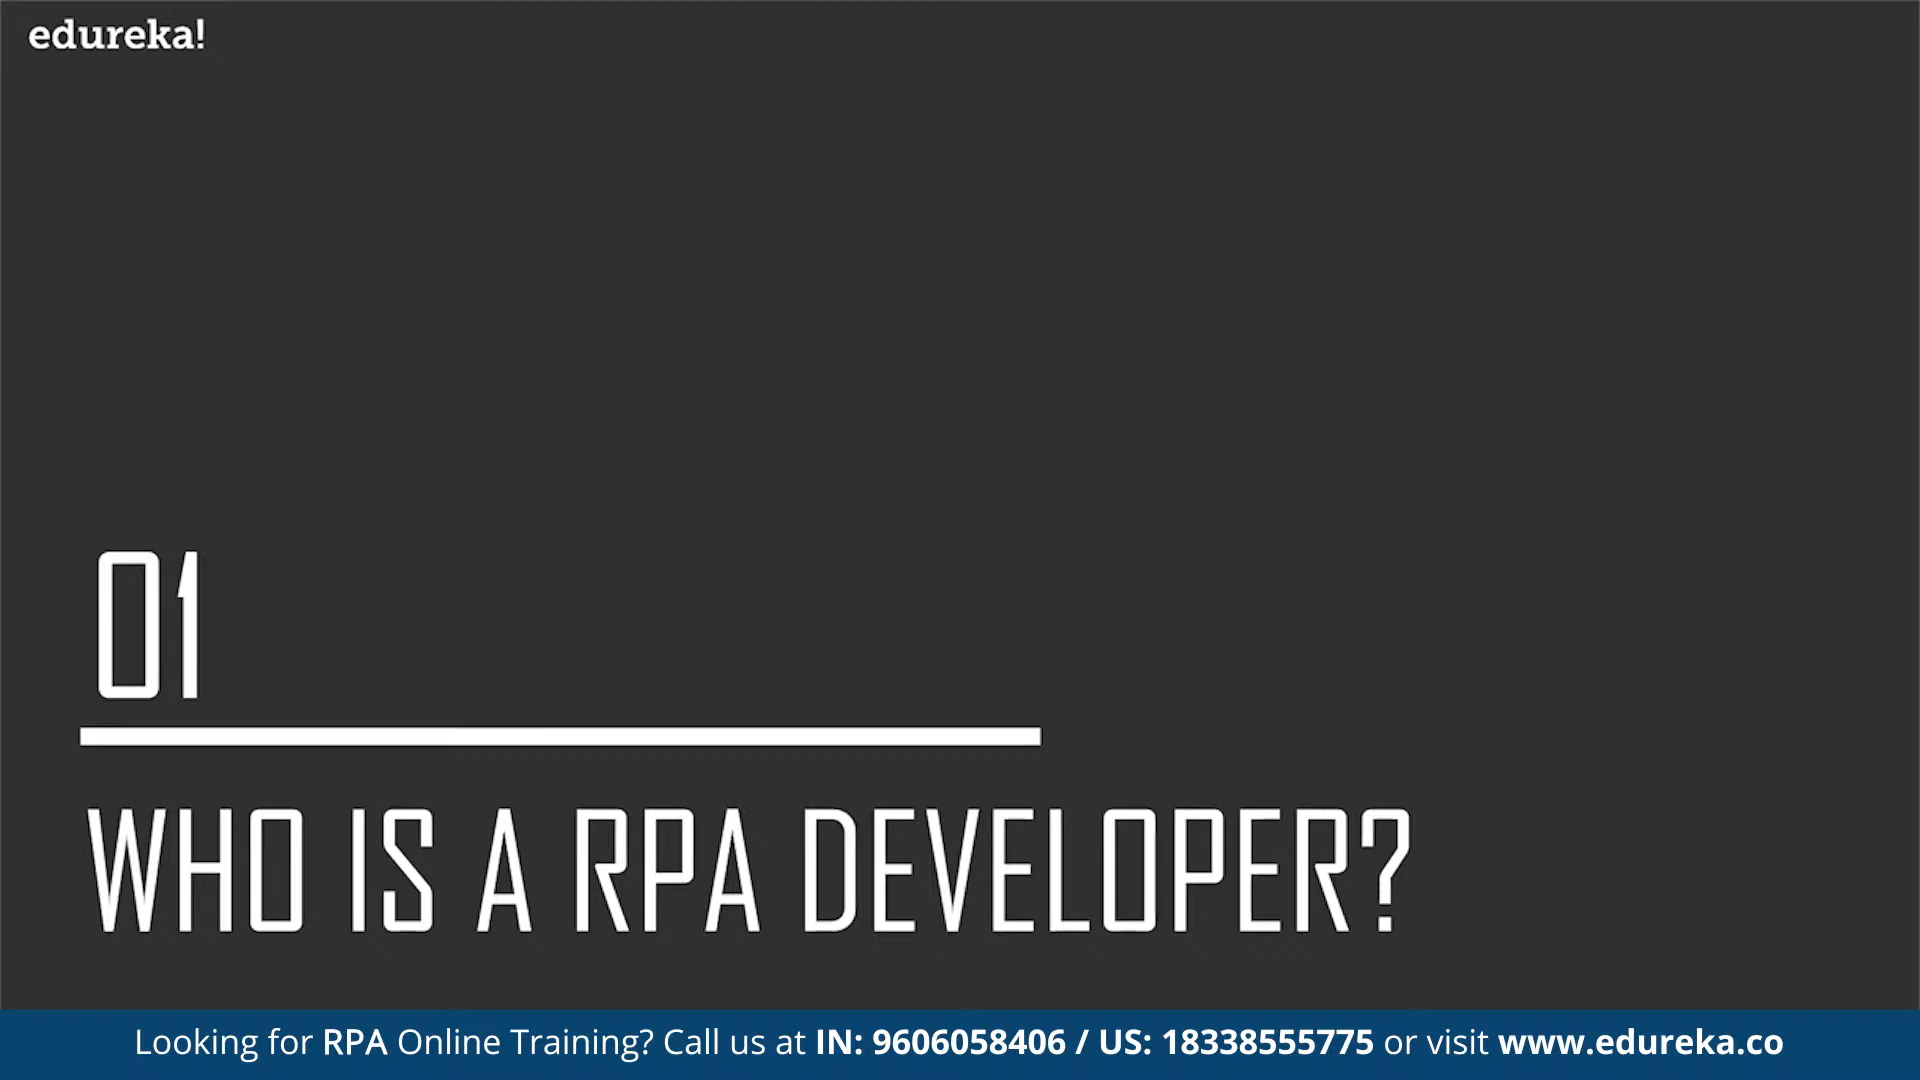 edureka!
01
WHO IS A RPA DEVELOPER?
Looking for RPA Online Training? Call us at IN: 9606058406 / US: 18338555775 or visit www.edureka.co